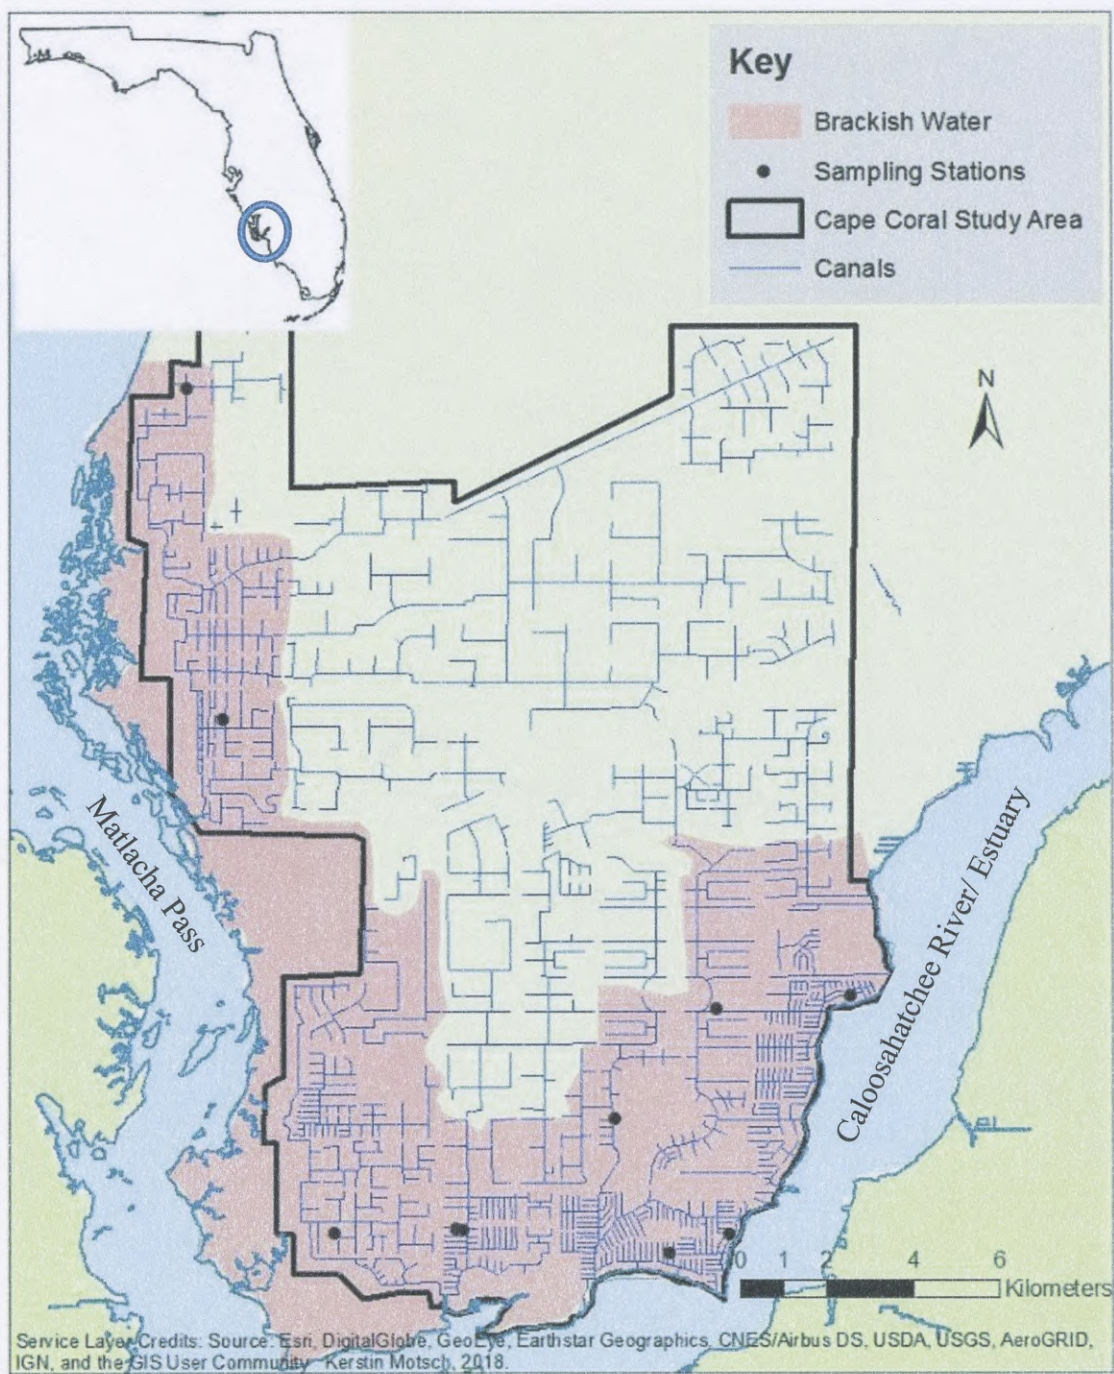 Key
Brackish Water
Sampling Stations
Cape Coral Study Area
Canals
N
Matlacha Pass
Caloosahatchee River/ Estuary
0 1 2 4 6
Kilometers
Service Layer Credits: Source: Esri, DigitalGlobe, GeoEye, Earthstar Geographics, CNES/Airbus DS, USDA, USGS, AeroGRID,
IGN, and the GIS User Community Kerstin Motsch, 2018.